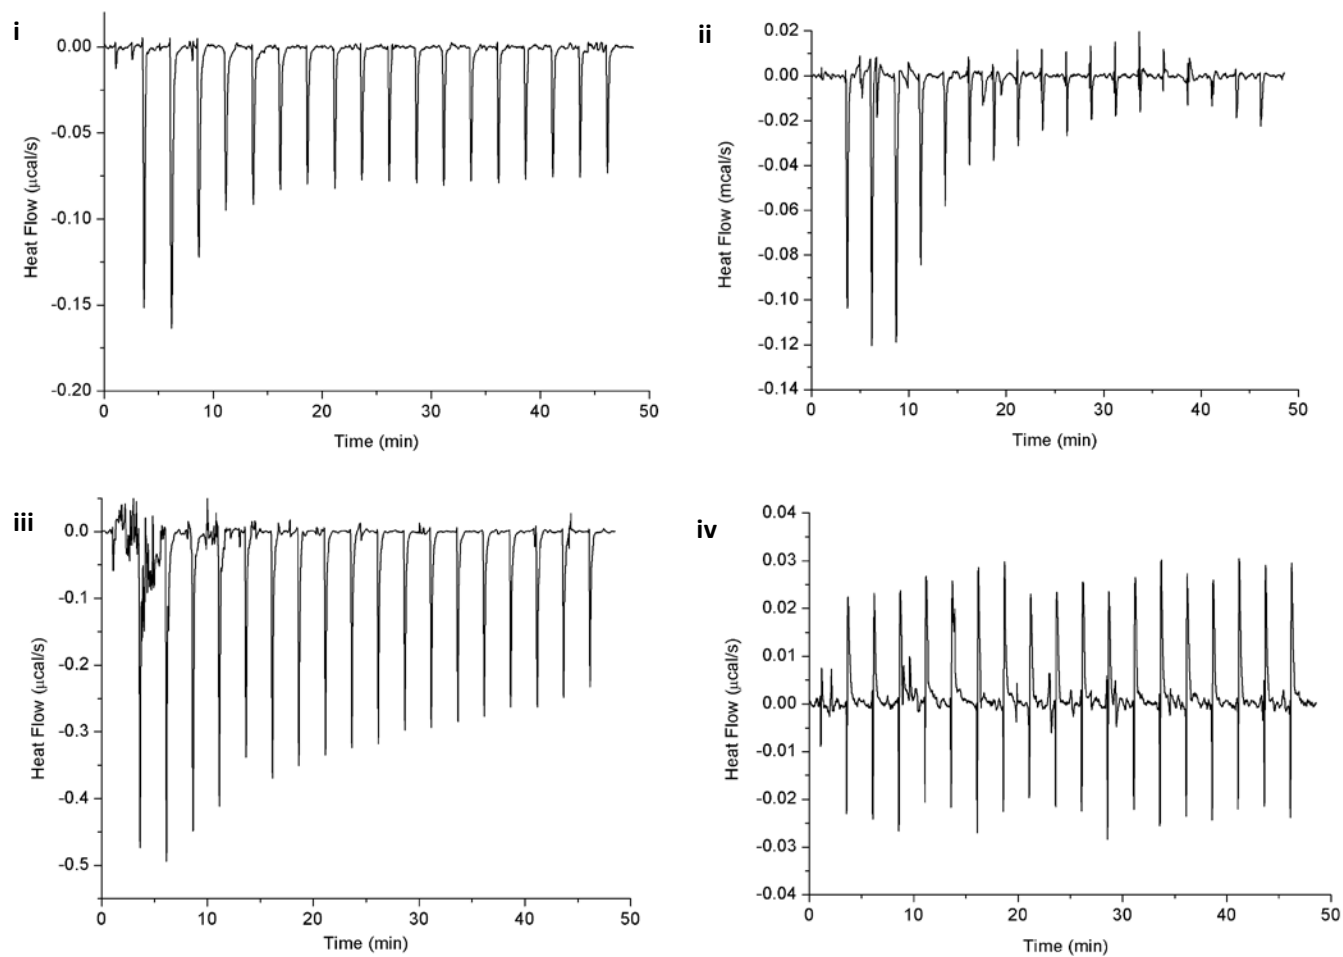 i
0.00
-0.05
-0.10
-0.15
-0.20
0 10 20 30 40 50
Heat Flow (μcal/s)
Time (min)
ii
0.02
0.00
-0.02
-0.04
-0.06
-0.08
-0.10
-0.12
-0.14
0 10 20 30 40 50
Heat Flow (mcal/s)
Time (min)
iii
0.0
-0.1
-0.2
-0.3
-0.4
-0.5
0 10 20 30 40 50
Heat Flow (μcal/s)
Time (min)
iv
0.04
0.03
0.02
0.01
0.00
-0.01
-0.02
-0.03
-0.04
0 10 20 30 40 50
Heat Flow (μcal/s)
Time (min)